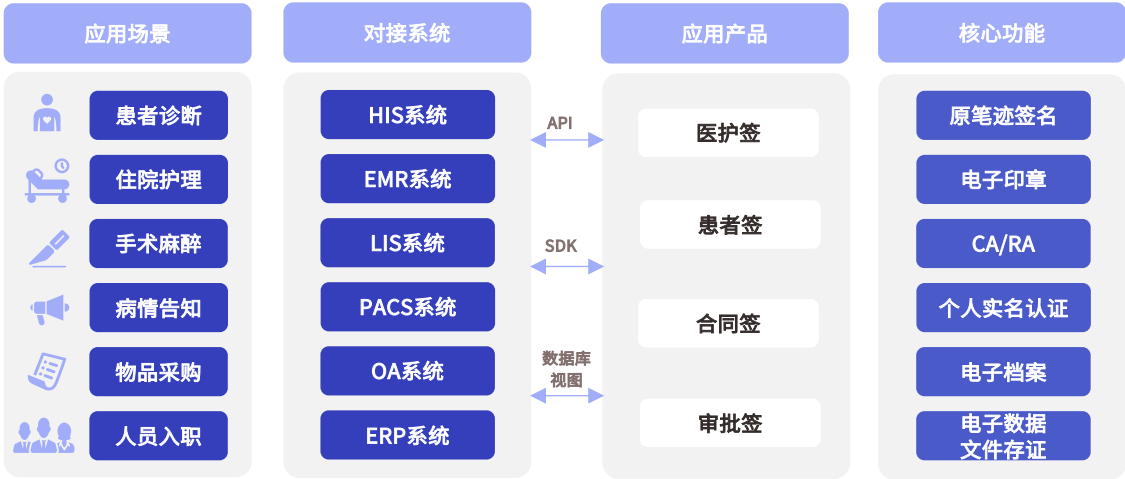 应用场景
患者诊断
住院护理
手术麻醉
病情告知
物品采购
人员入职
对接系统
HIS系统
EMR系统
LIS系统
PACS系统
OA系统
ERP系统
API
SDK
数据库
视图
应用产品
医护签
患者签
合同签
审批签
核心功能
原笔迹签名
电子印章
CA/RA
个人实名认证
电子档案
电子数据
文件存证